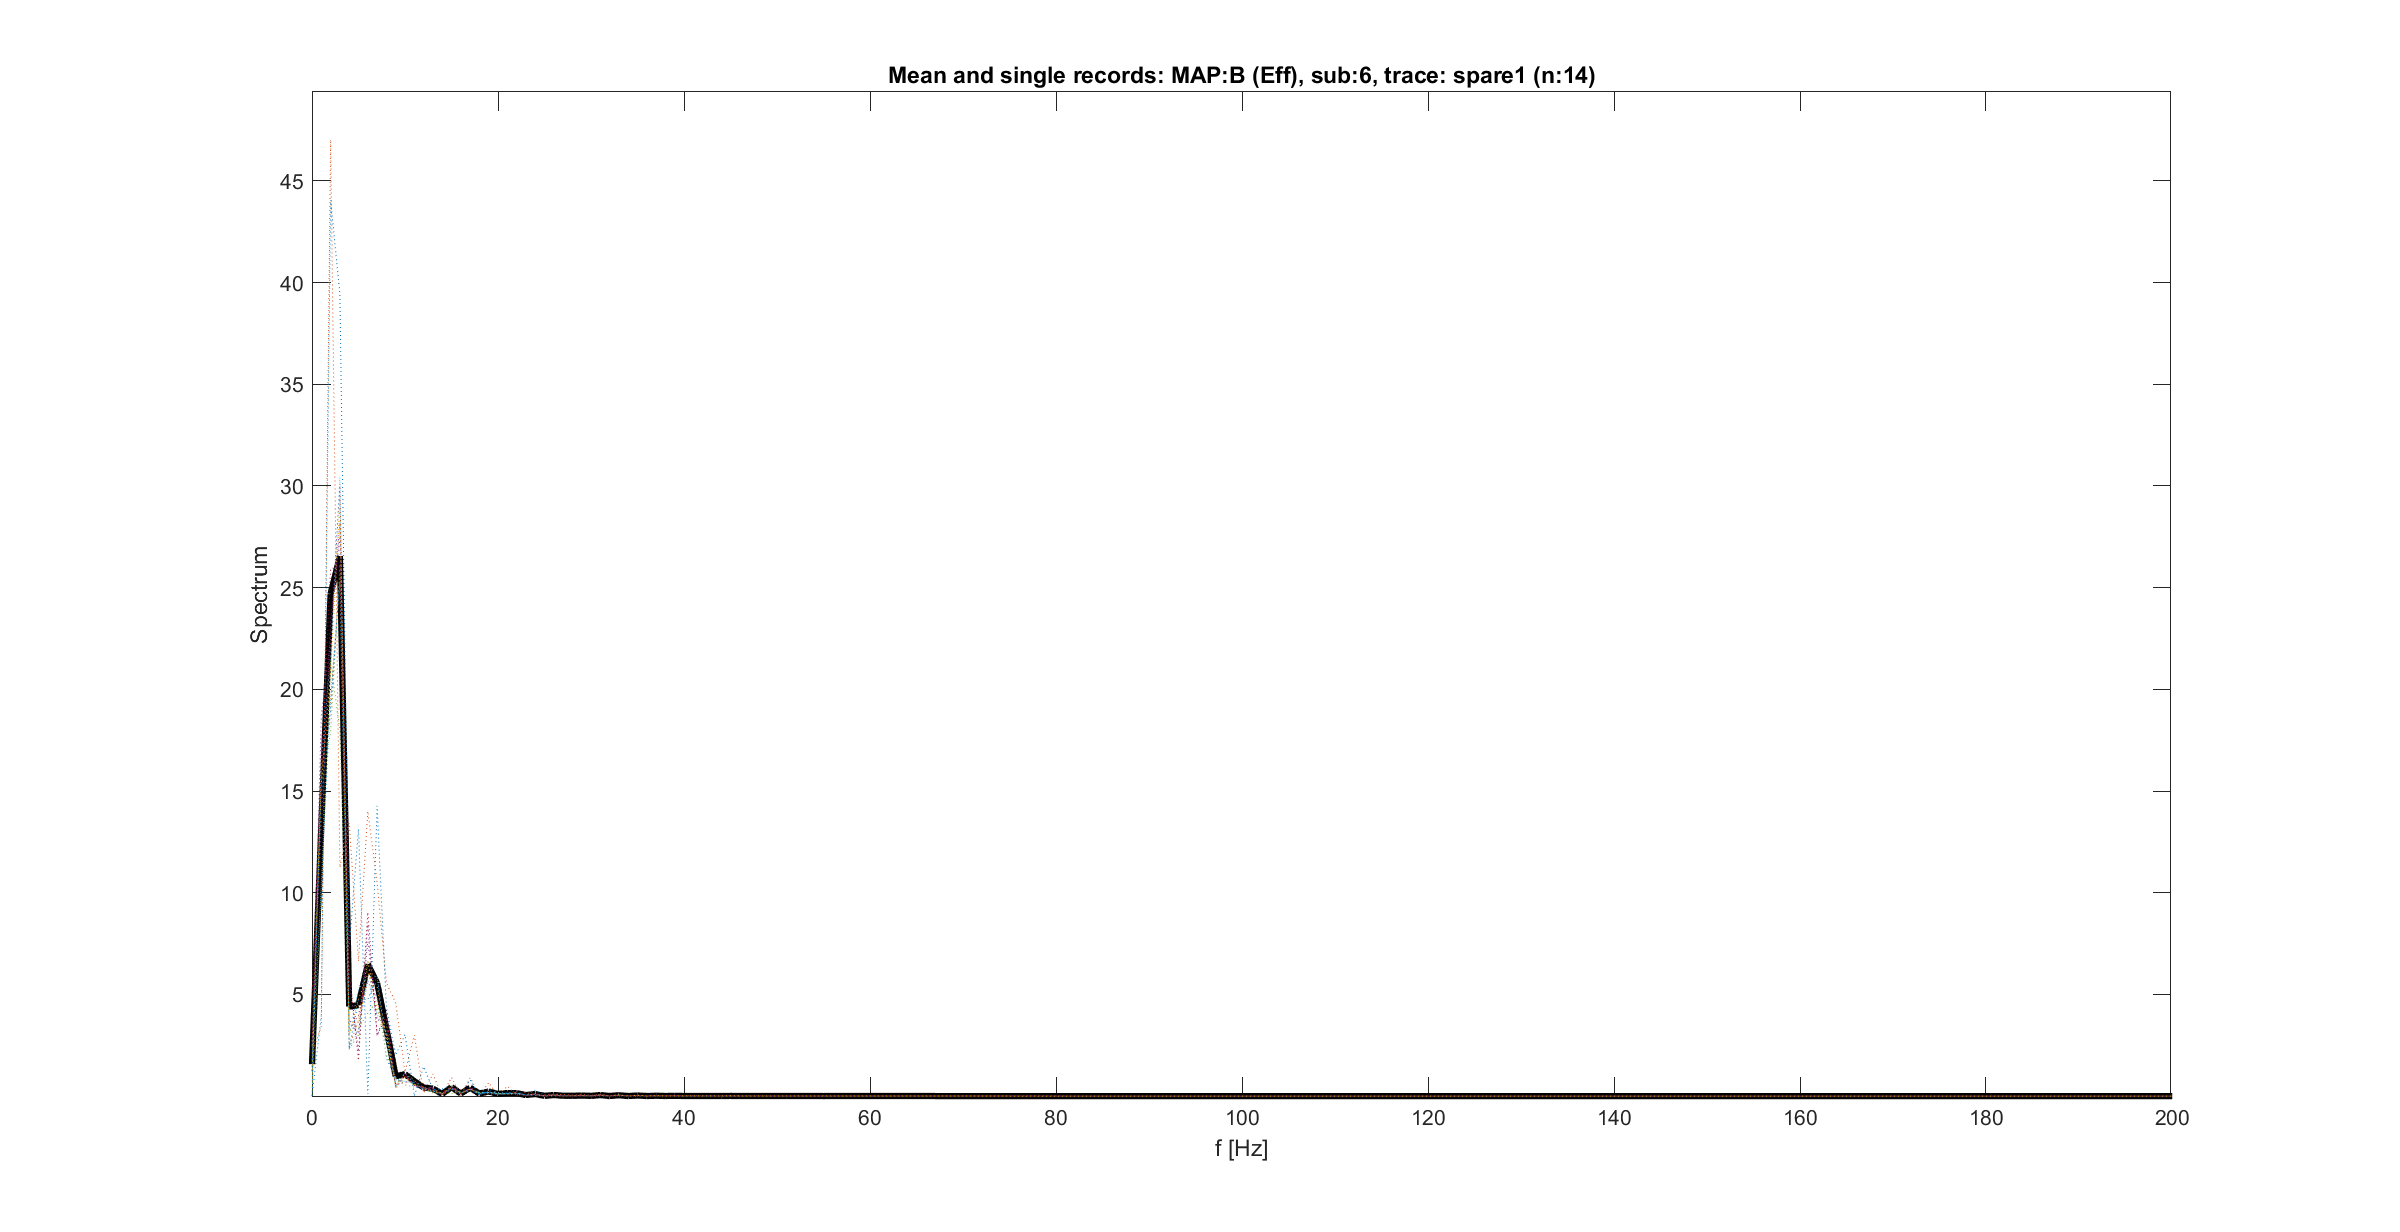 Mean and single records: MAP:B (Eff), sub:6, trace: spare1 (n:14)
45
40
35
30
25
20
15
10
5
Spectrum
0 20 40 60 80 100 120 140 160 180 200
f [Hz]